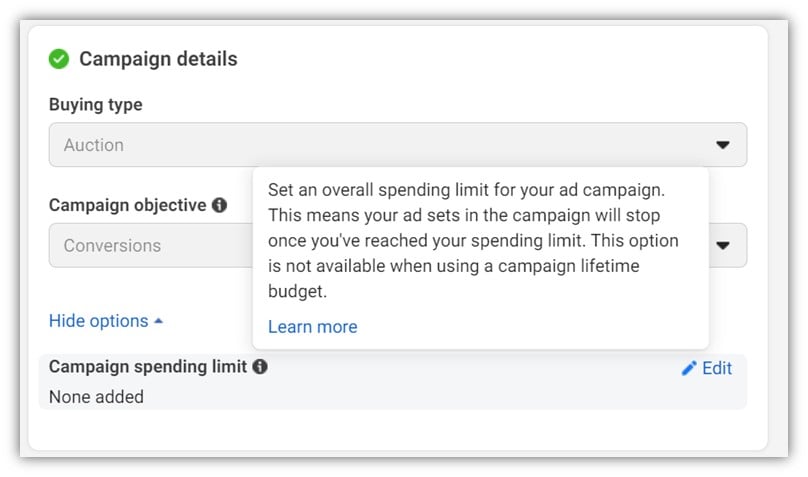 Campaign details
Buying type
Auction
Campaign objective
Conversions
Set an overall spending limit for your ad campaign.
This means your ad sets in the campaign will stop
once you've reached your spending limit. This option
is not available when using a campaign lifetime
budget.
Learn more
Hide options
Campaign spending limit
Edit
None added